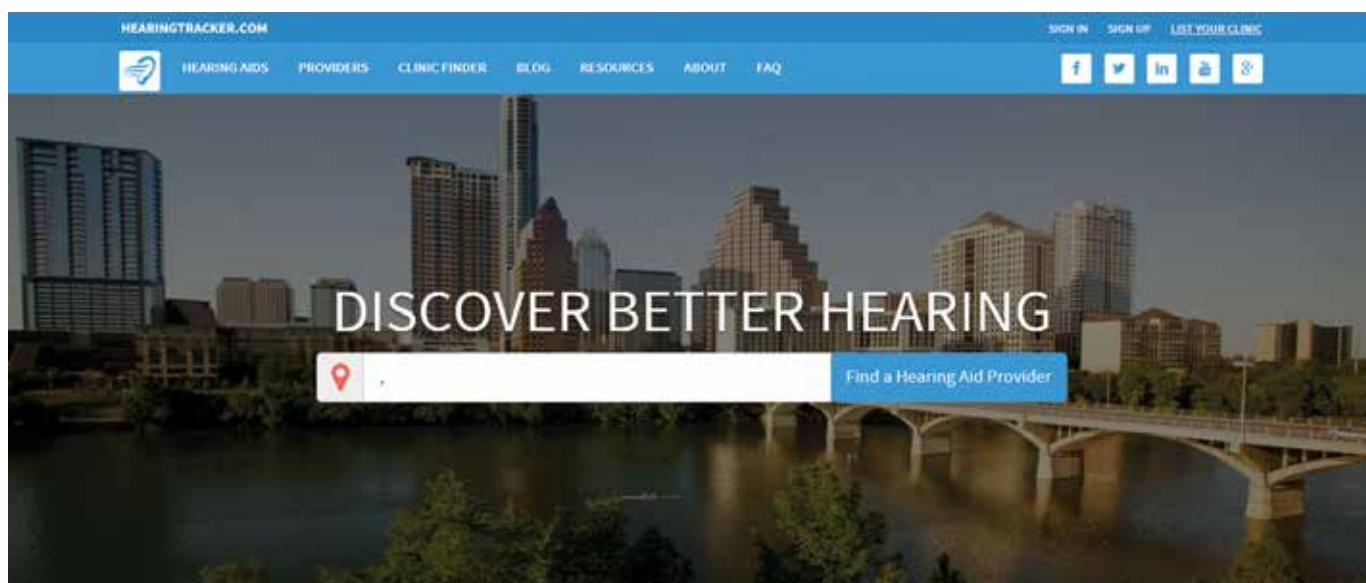 HEARINGTRACKER.COM SIGN IN SIGN UP LIST YOUR CLINIC
HEARING AIDS PROVIDERS CLINIC FINDER BLOG RESOURCES ABOUT FAQ
DISCOVER BETTER HEARING
, Find a Hearing Aid Provider